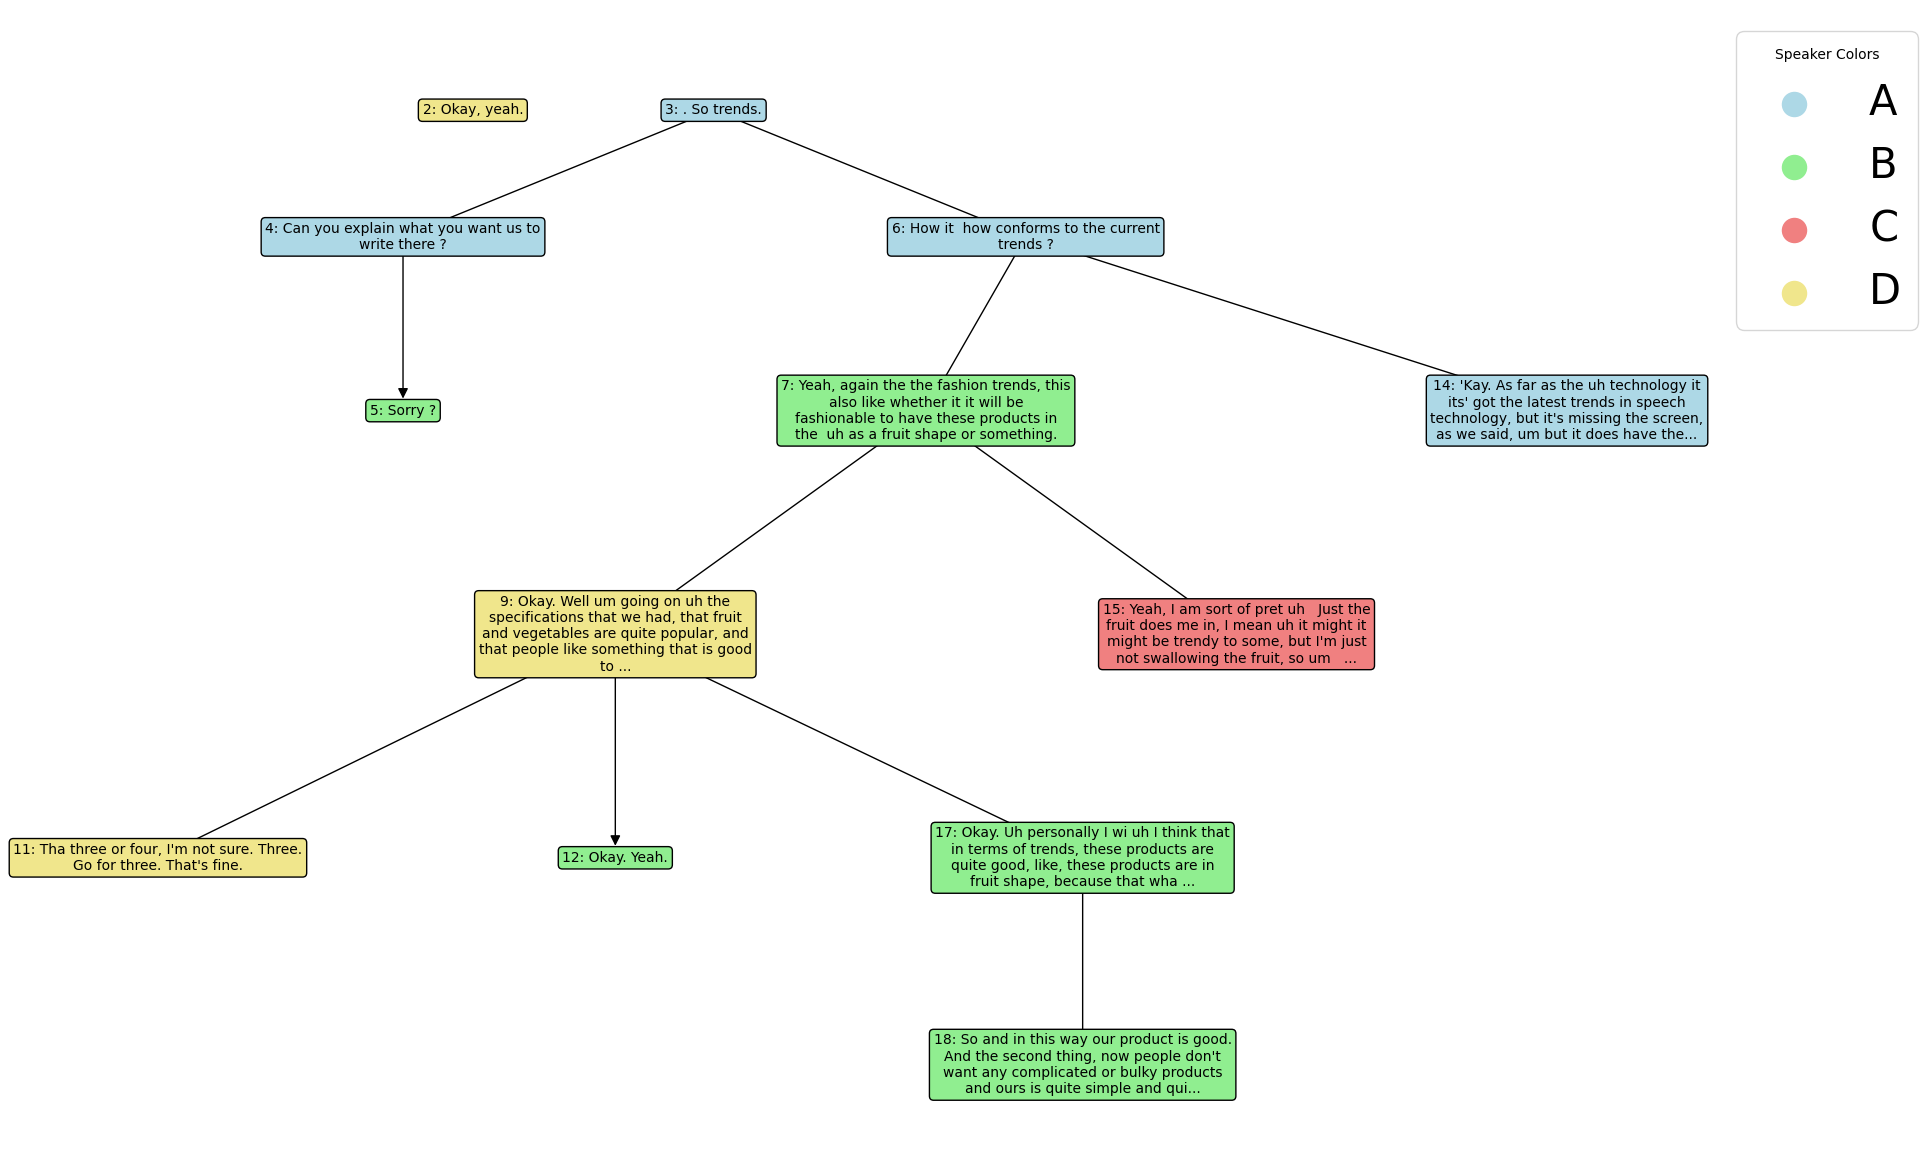 Speaker Colors
A
B
C
D
2: Okay, yeah.
3: . So trends.
4: Can you explain what you want us to
write there ?
6: How it  how conforms to the current
trends ?
5: Sorry ?
7: Yeah, again the the fashion trends, this
also like whether it it will be
fashionable to have these products in
the  uh as a fruit shape or something.
14: 'Kay. As far as the uh technology it
its' got the latest trends in speech
technology, but it's missing the screen,
as we said, um but it does have the...
9: Okay. Well um going on uh the
specifications that we had, that fruit
and vegetables are quite popular, and
that people like something that is good
to ...
15: Yeah, I am sort of pret uh   Just the
fruit does me in, I mean uh it might it
might be trendy to some, but I'm just
not swallowing the fruit, so um   ...
11: Tha three or four, I'm not sure. Three.
Go for three. That's fine.
12: Okay. Yeah.
17: Okay. Uh personally I wi uh I think that
in terms of trends, these products are
quite good, like, these products are in
fruit shape, because that wha ...
18: So and in this way our product is good.
And the second thing, now people don't
want any complicated or bulky products
and ours is quite simple and qui...